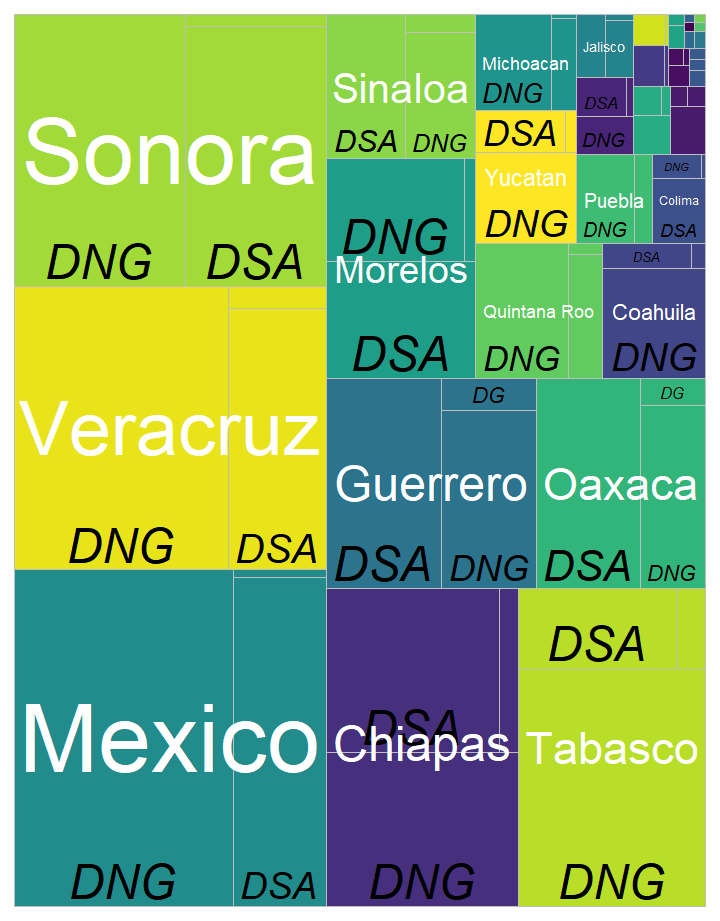 Sonora
DNG
DSA
Veracruz
DNG
DSA
Mexico
DNG
DSA
Sinaloa
DSA
DNG
DNG
Morelos
DSA
Michoacan
DNG
DSA
Yucatan
DNG
Jalisco
DSA
DNG
Puebla
DNG
DNG
Colima
DSA
Quintana Roo
DNG
DSA
Coahuila
DNG
DG
Guerrero
DSA
DNG
DG
Oaxaca
DSA
DNG
DSA
Chiapas
DNG
DSA
Tabasco
DNG